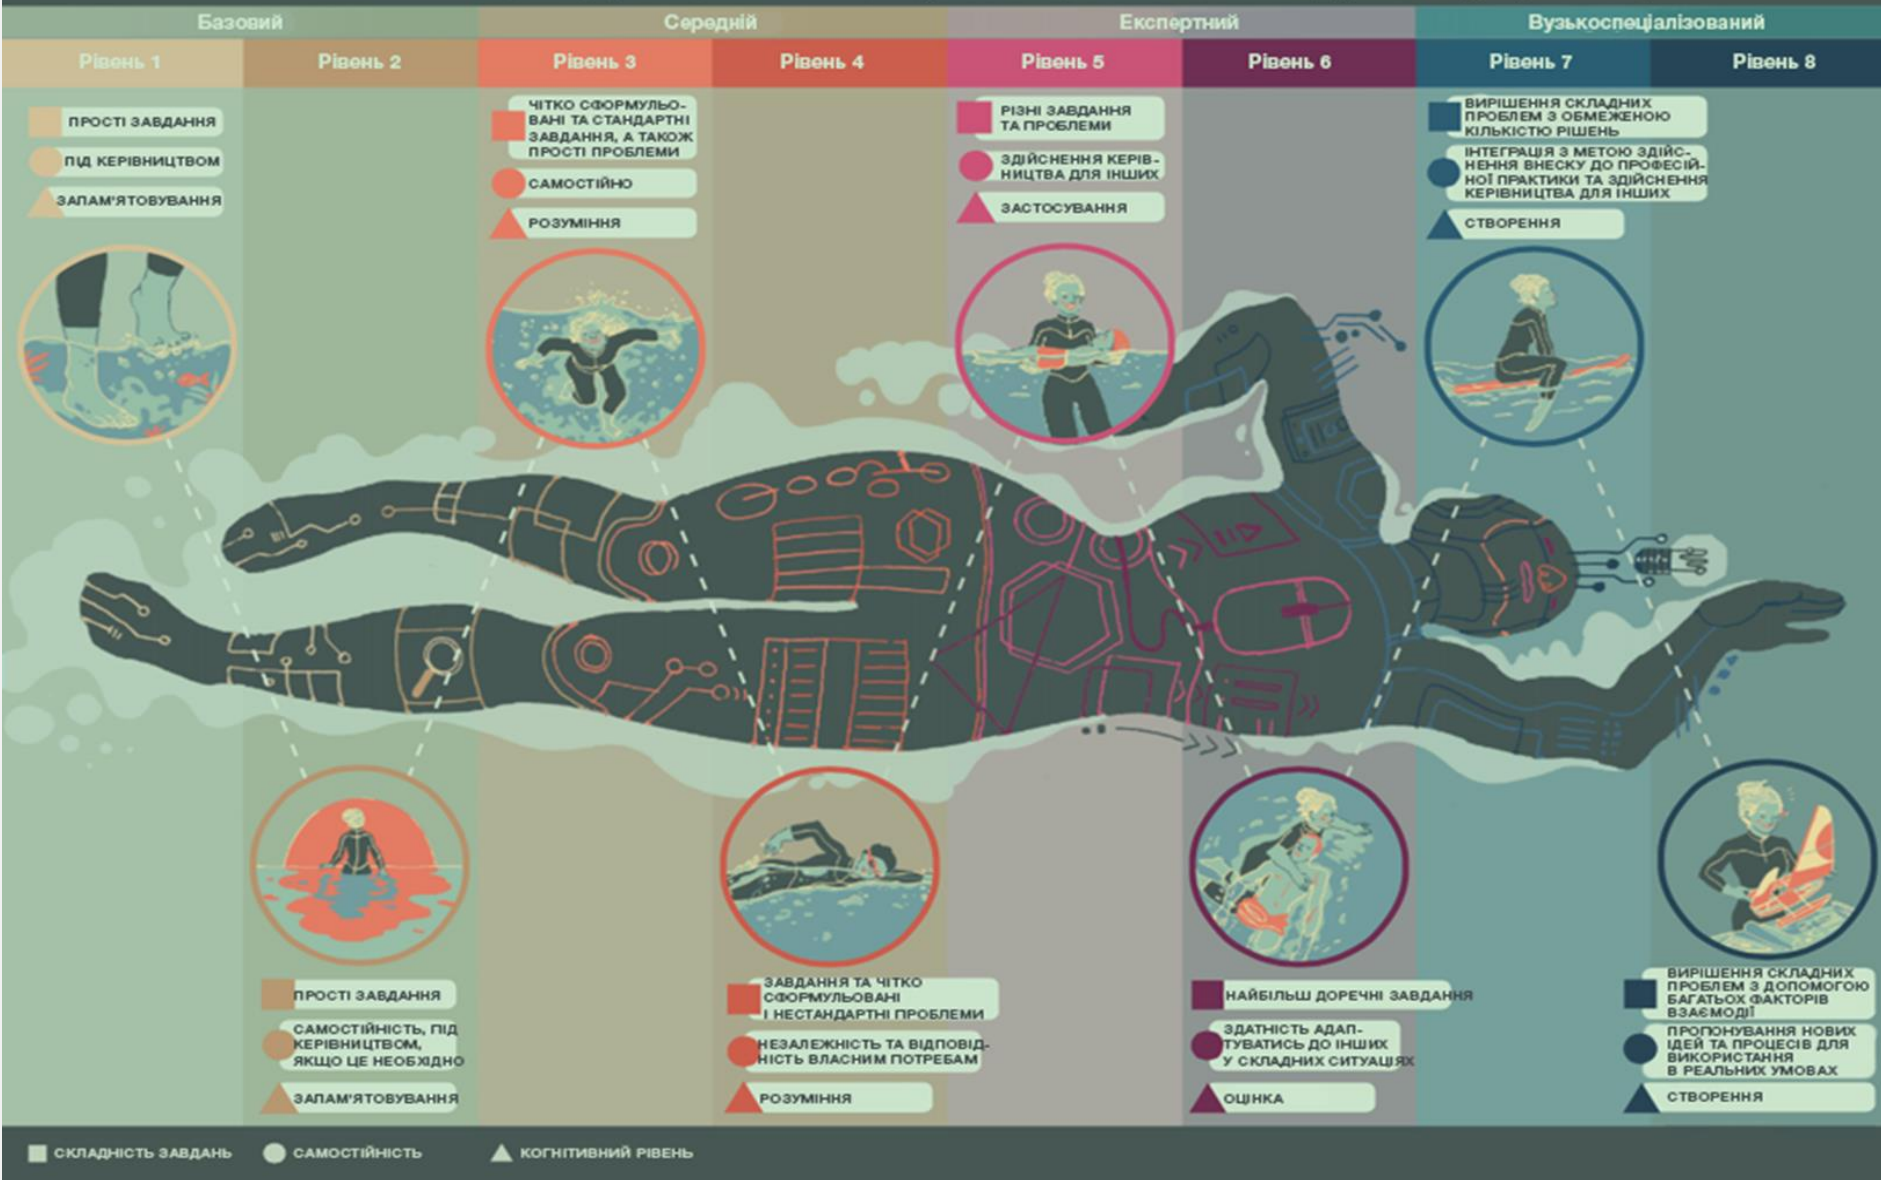 Базовий
Середній
Експертний
Вузькоспеціалізований
Рівень 1
Рівень 2
Рівень 3
Рівень 4
Рівень 5
Рівень 6
Рівень 7
Рівень 8
ПРОСТІ ЗАВДАННЯ
ПІД КЕРІВНИЦТВОМ
ЗАПАМ'ЯТОВУВАННЯ
ЧІТКО СФОРМУЛЬО-
ВАНІ ТА СТАНДАРТНІ
ЗАВДАННЯ, А ТАКОЖ
ПРОСТІ ПРОБЛЕМИ
САМОСТІЙНО
РОЗУМІННЯ
РІЗНІ ЗАВДАННЯ
ТА ПРОБЛЕМИ
ЗДІЙСНЕННЯ КЕРІВ-
НИЦТВА ДЛЯ ІНШИХ
ЗАСТОСУВАННЯ
ВИРІШЕННЯ СКЛАДНИХ
ПРОБЛЕМ З ОБМЕЖЕНОЮ
КІЛЬКІСТЮ РІШЕНЬ
ІНТЕГРАЦІЯ З МЕТОЮ ЗДІЙС-
НЕННЯ ВНЕСКУ ДО ПРОФЕСІЙ-
НОЇ ПРАКТИКИ ТА ЗДІЙСНЕННЯ
КЕРІВНИЦТВА ДЛЯ ІНШИХ
СТВОРЕННЯ
ПРОСТІ ЗАВДАННЯ
САМОСТІЙНІСТЬ, ПІД
КЕРІВНИЦТВОМ,
ЯКЩО ЦЕ НЕОБХІДНО
ЗАПАМ'ЯТОВУВАННЯ
ЗАВДАННЯ ТА ЧІТКО
СФОРМУЛЬОВАНІ
І НЕСТАНДАРТНІ ПРОБЛЕМИ
НЕЗАЛЕЖНІСТЬ ТА ВІДПОВІД-
НІСТЬ ВЛАСНИМ ПОТРЕБАМ
РОЗУМІННЯ
НАЙБІЛЬШ ДОРЕЧНІ ЗАВДАННЯ
ЗДАТНІСТЬ АДАП-
ТУВАТИСЬ ДО ІНШИХ
У СКЛАДНИХ СИТУАЦІЯХ
ОЦІНКА
ВИРІШЕННЯ СКЛАДНИХ
ПРОБЛЕМ З ДОПОМОГОЮ
БАГАТЬОХ ФАКТОРІВ
ВЗАЄМОДІЇ
ПРОПОНУВАННЯ НОВИХ
ІДЕЙ ТА ПРОЦЕСІВ ДЛЯ
ВИКОРИСТАННЯ
В РЕАЛЬНИХ УМОВАХ
СТВОРЕННЯ
СКЛАДНІСТЬ ЗАВДАНЬ
САМОСТІЙНІСТЬ
КОГНІТИВНИЙ РІВЕНЬ